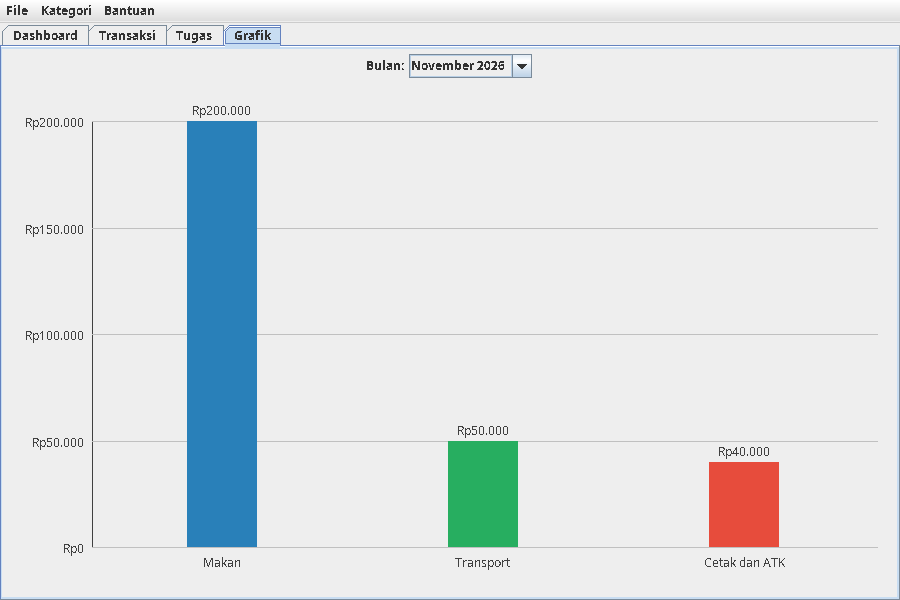 File Kategori Bantuan
Dashboard Transaksi Tugas Grafik
Bulan: November 2026
Rp200.000
Rp200.000
Rp150.000
Rp100.000
Rp50.000
Rp50.000
Rp40.000
Rp0
Makan Transport Cetak dan ATK